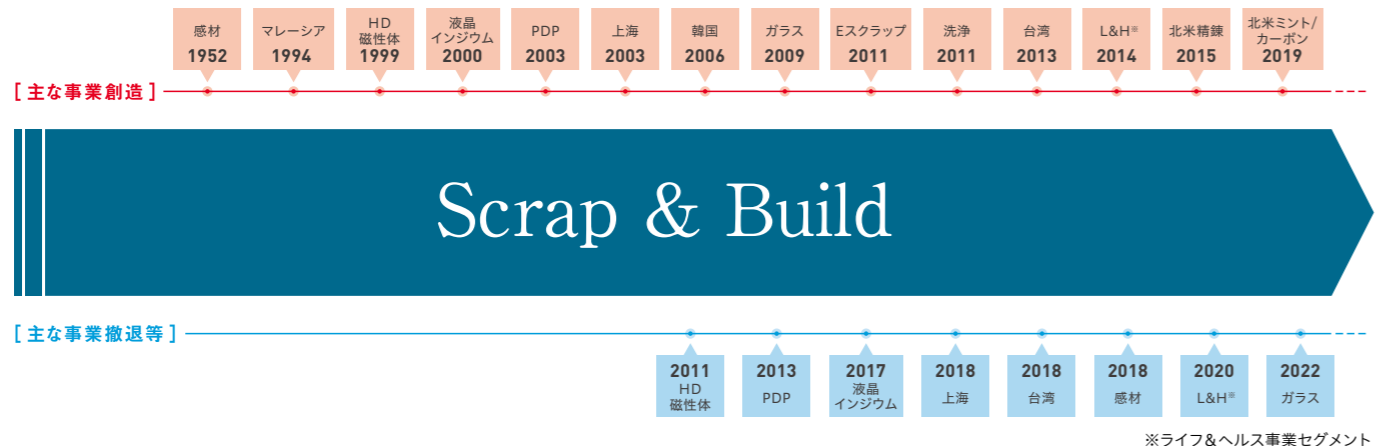 感材
1952
マレーシア
1994
HD
磁性体
1999
液晶
インジウム
2000
PDP
2003
上海
2003
韓国
2006
ガラス
2009
Eスクラップ
2011
洗浄
2011
台湾
2013
L&H※
2014
北米精錬
2015
北米ミント/
カーボン
2019
[主な事業創造]
Scrap & Build
[主な事業撤退等]
2011
HD
磁性体
2013
PDP
2017
液晶
インジウム
2018
上海
2018
台湾
2018
感材
2020
L&H※
2022
ガラス
※ライフ&ヘルス事業セグメント